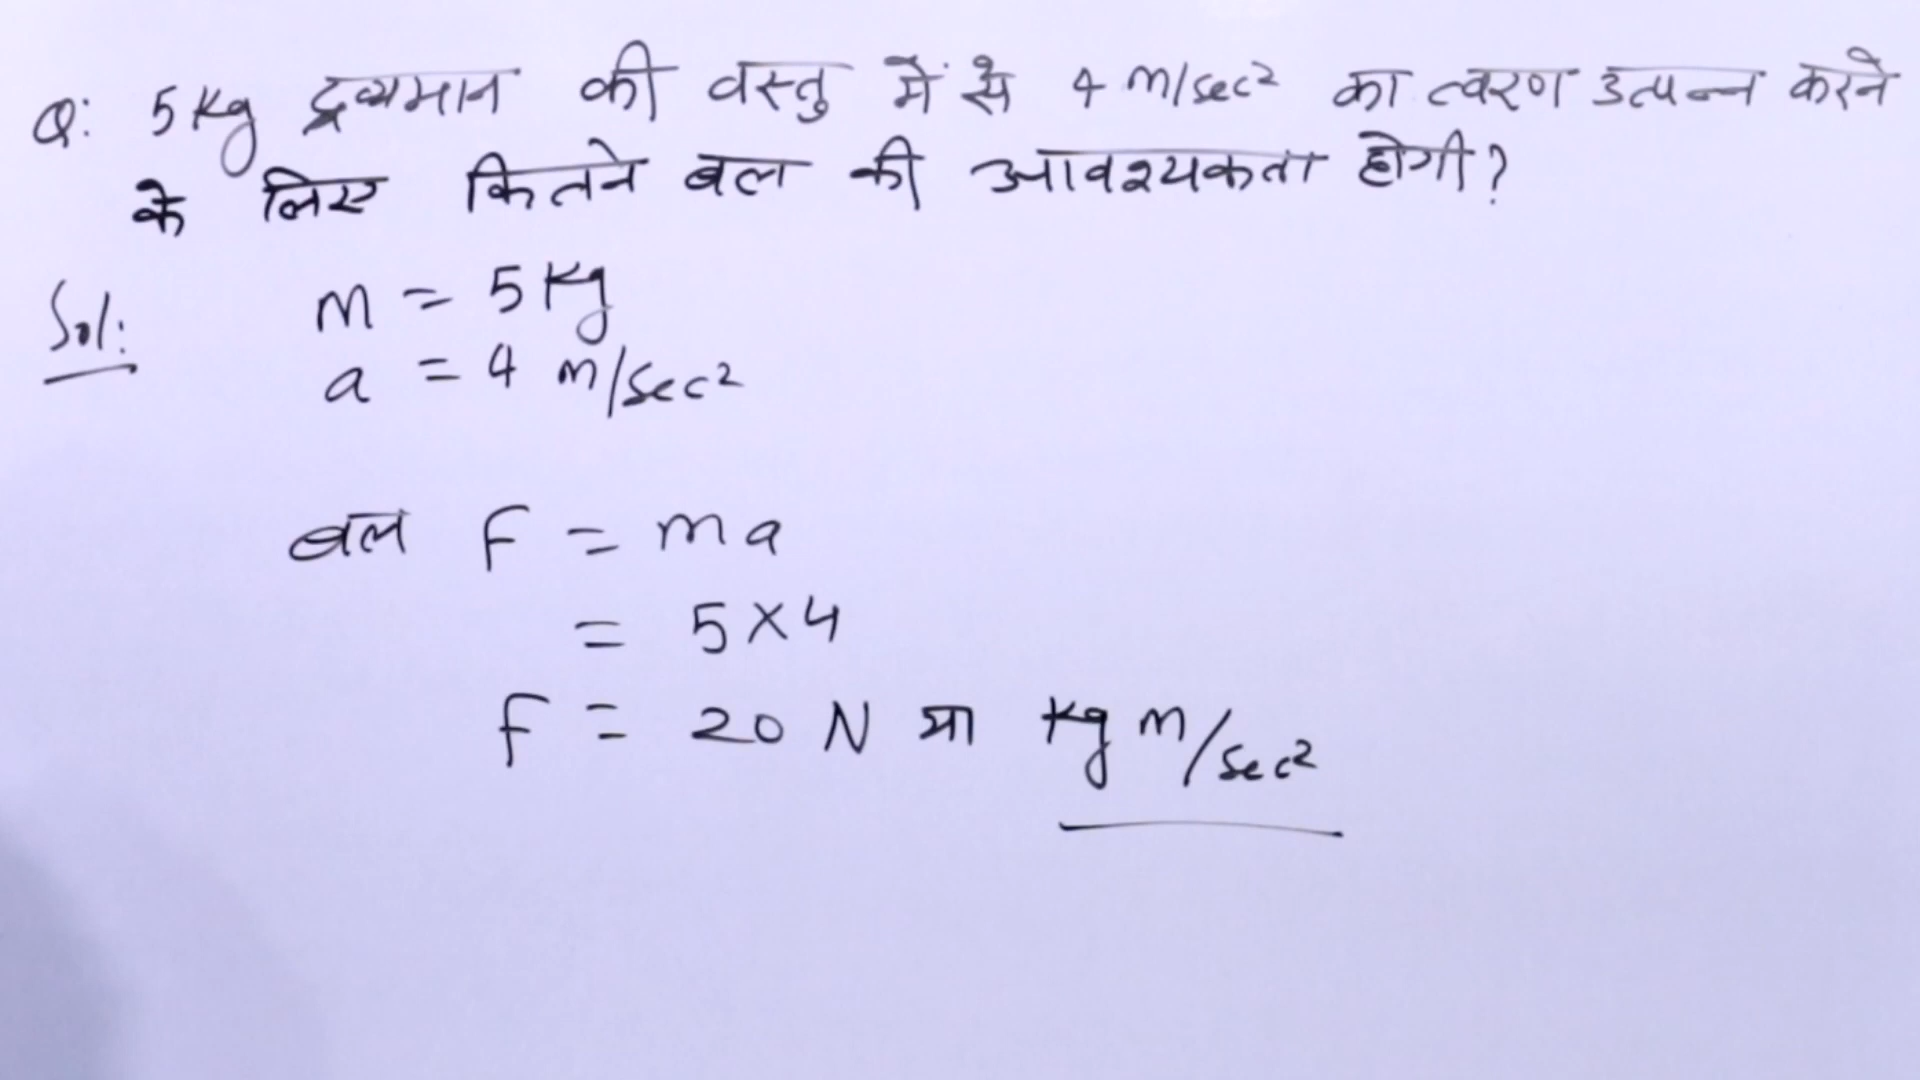 Q: 5 kg द्रव्यमान की वस्तु में से 4 m/sec² का त्वरण उत्पन्न करने
के लिए कितने बल की आवश्यकता होगी?
Sol: m = 5 kg
a = 4 m/sec²
बल F = ma
= 5 × 4
F = 20 N या kg m/sec²